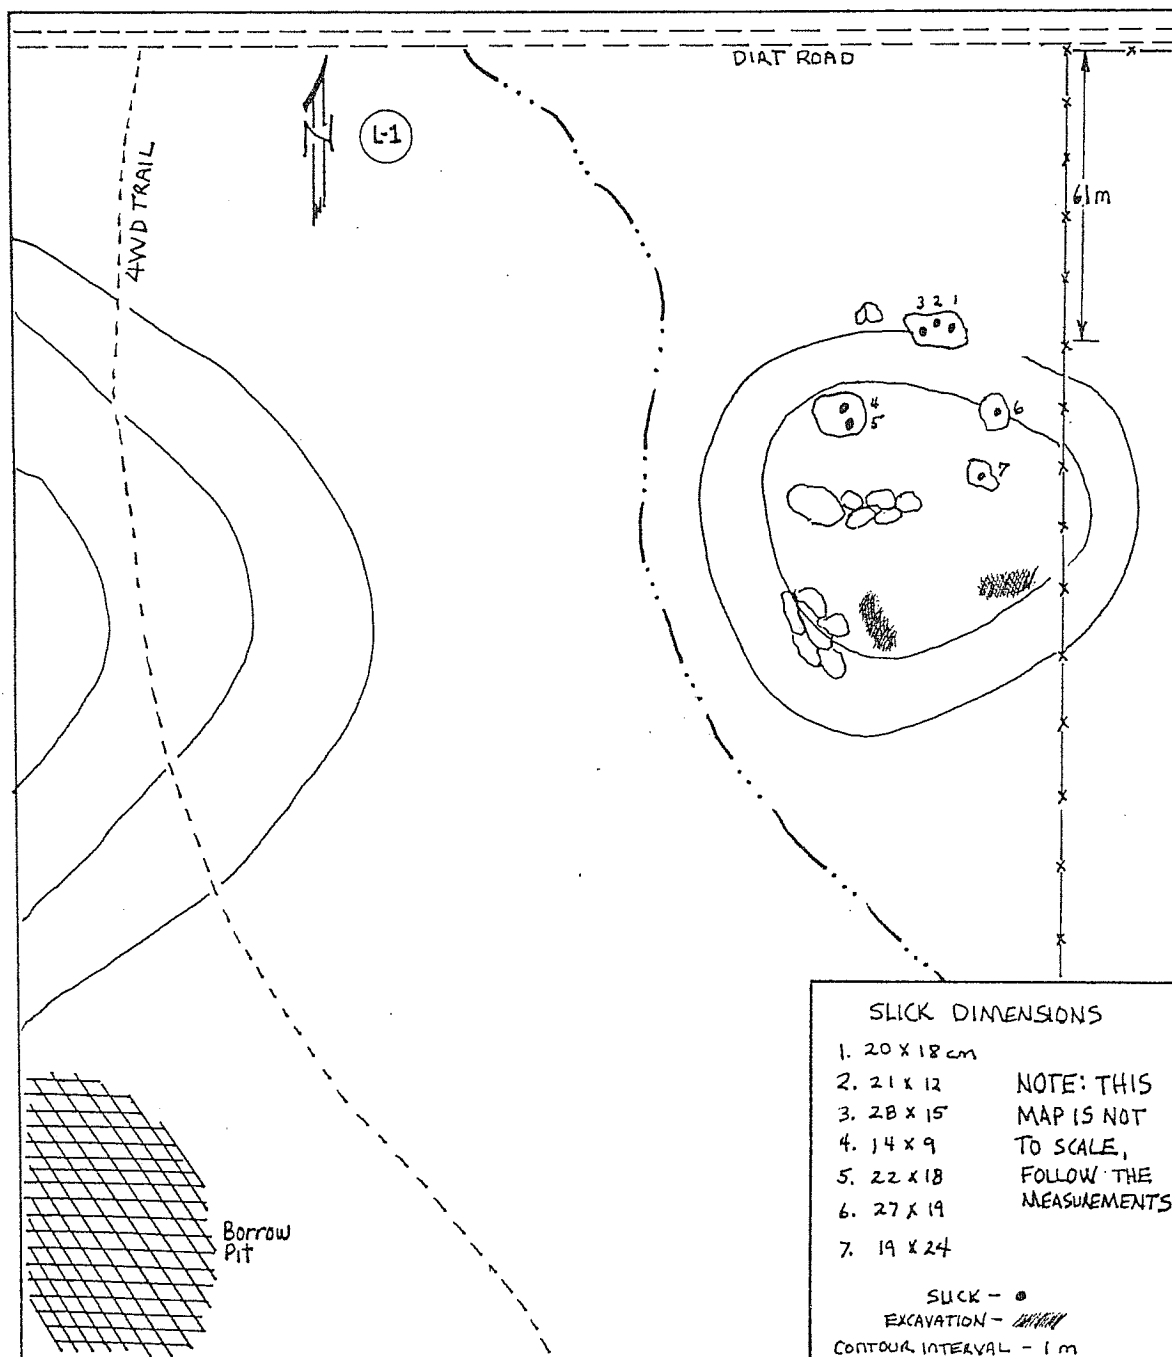 DIRT ROAD
L-1
4WD TRAIL
N
61m
3 2 1
4
5
6
7
SLICK DIMENSIONS
1. 20 x 18 cm
2. 21 x 12
3. 28 x 15
4. 14 x 9
5. 22 x 18
6. 27 x 19
7. 19 x 24
NOTE: THIS
MAP IS NOT
TO SCALE,
FOLLOW THE
MEASUREMENTS
Borrow
Pit
SLICK -
EXCAVATION -
CONTOUR INTERVAL - 1 m